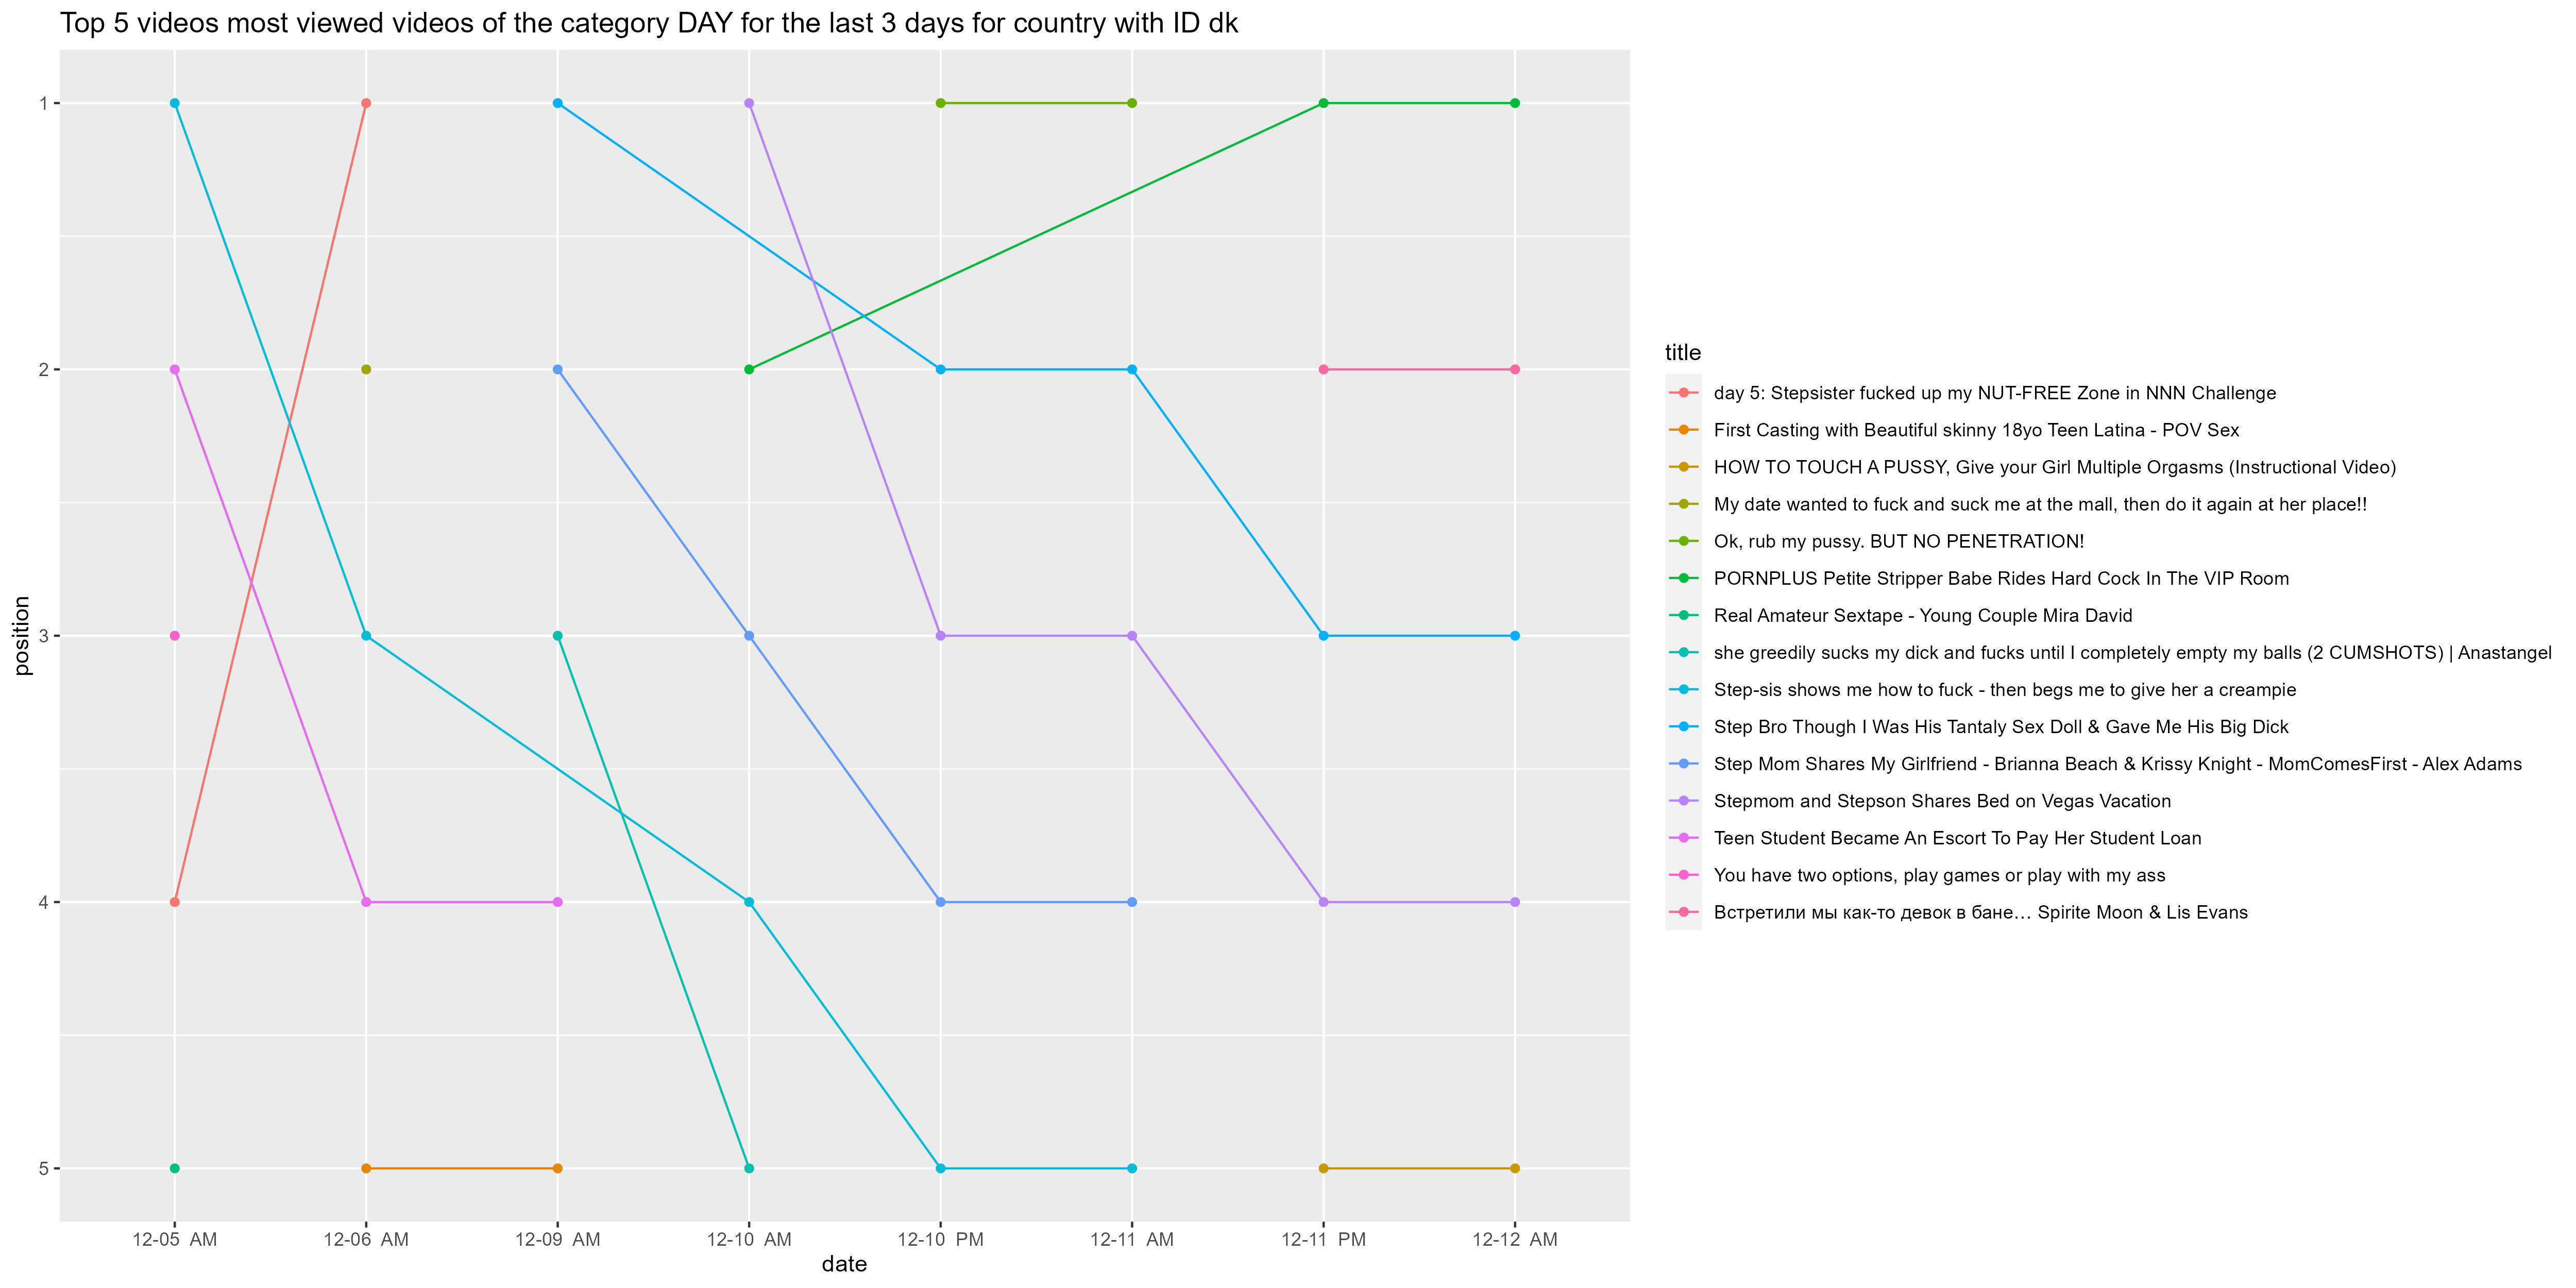 Top 5 videos most viewed videos of the category DAY for the last 3 days for country with ID dk
position
1
2
3
4
5
12-05 AM
12-06 AM
12-09 AM
12-10 AM
12-10 PM
12-11 AM
12-11 PM
12-12 AM
date
title
day 5: Stepsister fucked up my NUT-FREE Zone in NNN Challenge
First Casting with Beautiful skinny 18yo Teen Latina - POV Sex
HOW TO TOUCH A PUSSY, Give your Girl Multiple Orgasms (Instructional Video)
My date wanted to fuck and suck me at the mall, then do it again at her place!!
Ok, rub my pussy. BUT NO PENETRATION!
PORNPLUS Petite Stripper Babe Rides Hard Cock In The VIP Room
Real Amateur Sextape - Young Couple Mira David
she greedily sucks my dick and fucks until I completely empty my balls (2 CUMSHOTS) | Anastangel
Step-sis shows me how to fuck - then begs me to give her a creampie
Step Bro Though I Was His Tantaly Sex Doll & Gave Me His Big Dick
Step Mom Shares My Girlfriend - Brianna Beach & Krissy Knight - MomComesFirst - Alex Adams
Stepmom and Stepson Shares Bed on Vegas Vacation
Teen Student Became An Escort To Pay Her Student Loan
You have two options, play games or play with my ass
Встретили мы как-то девок в бане… Spirite Moon & Lis Evans